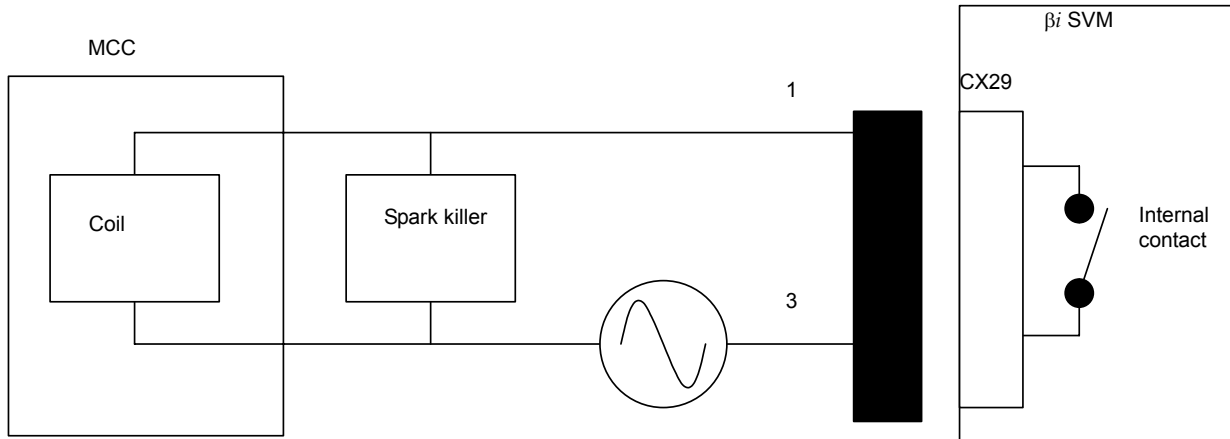 βi SVM
MCC
CX29
1
Coil
Spark killer
Internal
contact
3